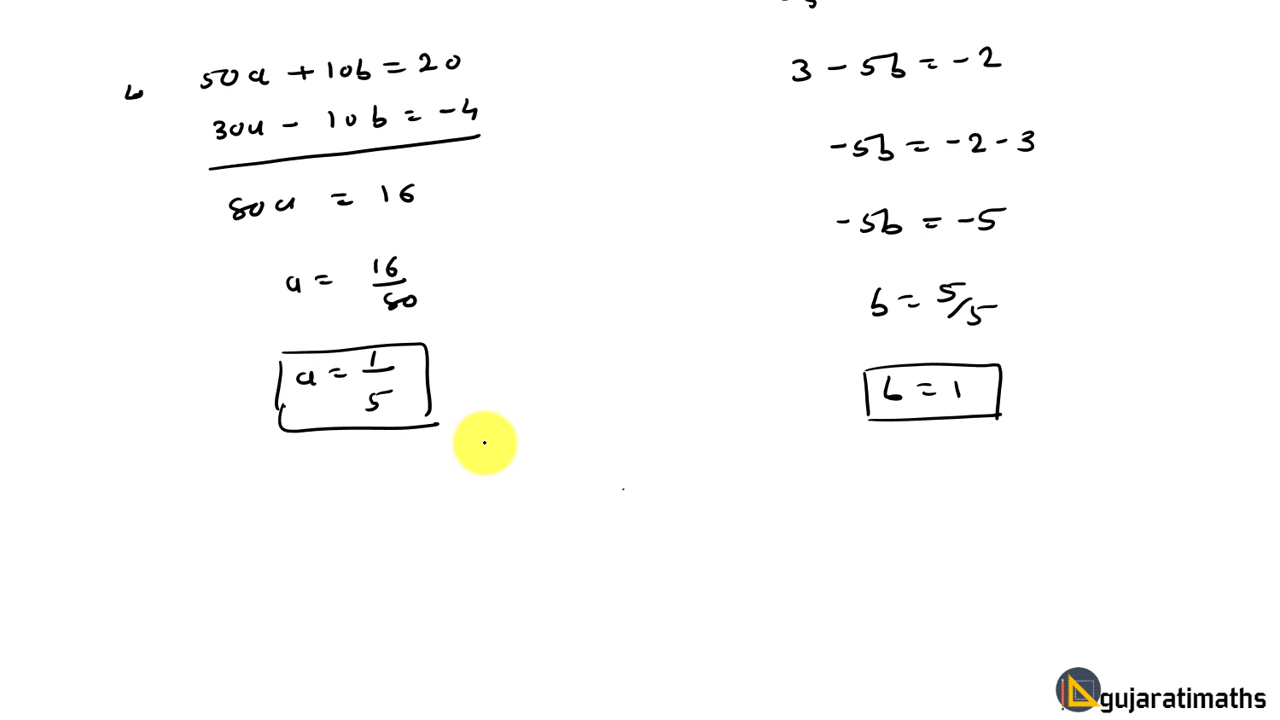 50a + 10b = 20
30a - 10b = -4
80a = 16
a = 16/80
a = 1/5
3 - 5b = -2
-5b = -2 - 3
-5b = -5
b = 5/5
b = 1
gujaratimaths